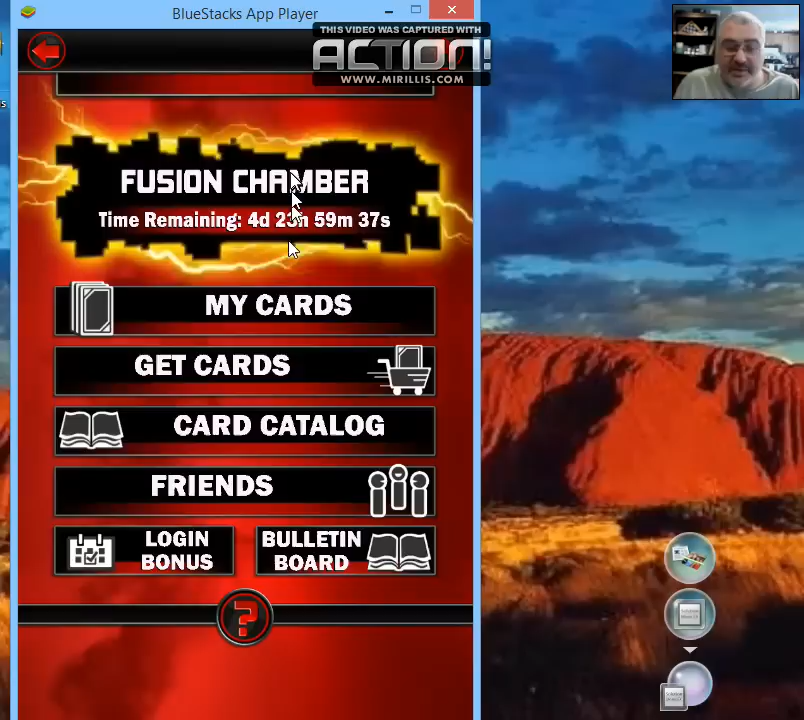 BlueStacks App Player
THIS VIDEO WAS CAPTURED WITH
ACTION!
WWW.MIRILLIS.COM
s
FUSION CHAMBER
Time Remaining: 4d 23h 59m 37s
MY CARDS
GET CARDS
CARD CATALOG
FRIENDS
LOGIN
BONUS
BULLETIN
BOARD
?